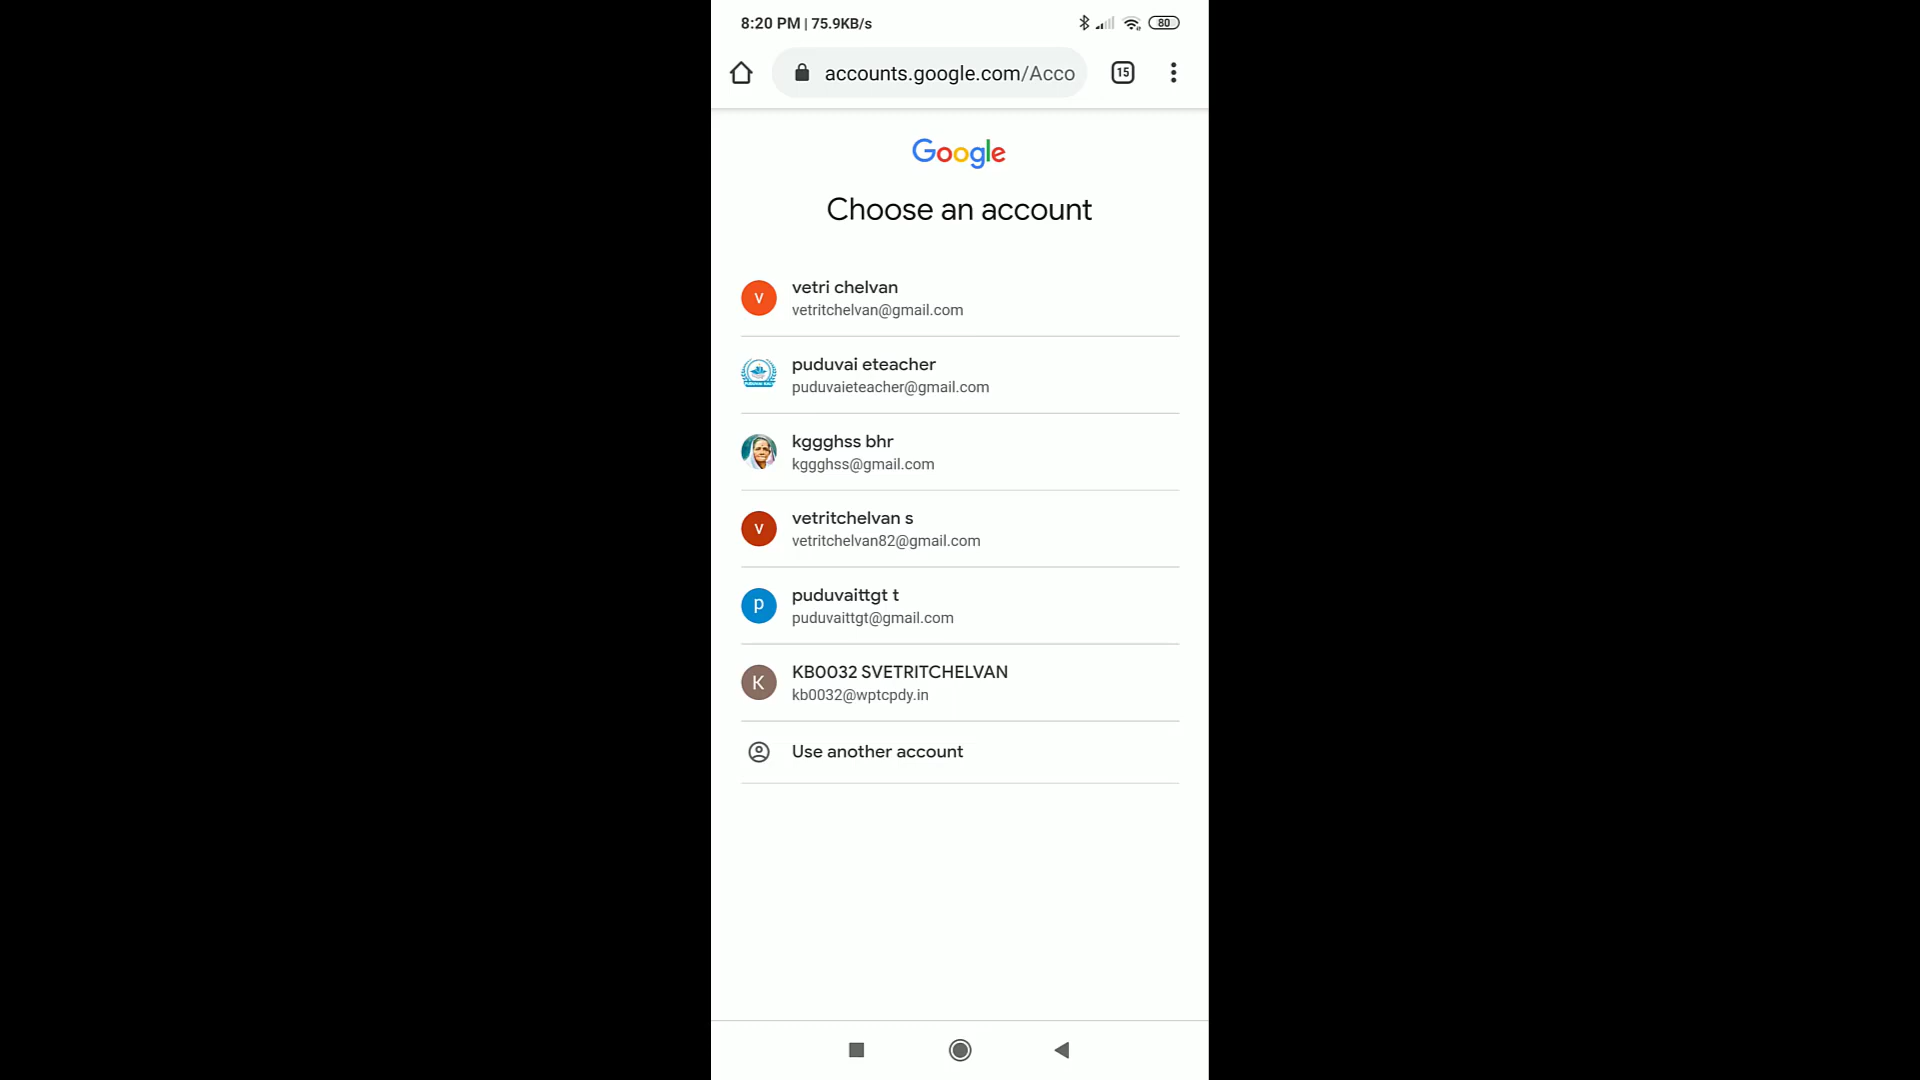 8:20 PM | 75.9KB/s
80
accounts.google.com/Acco
15
Google
Choose an account
v
vetri chelvan
vetritchelvan@gmail.com
puduvai eteacher
puduvaieteacher@gmail.com
kggghss bhr
kggghss@gmail.com
v
vetritchelvan s
vetritchelvan82@gmail.com
p
puduvaittgt t
puduvaittgt@gmail.com
K
KB0032 SVETRITCHELVAN
kb0032@wptcpdy.in
Use another account